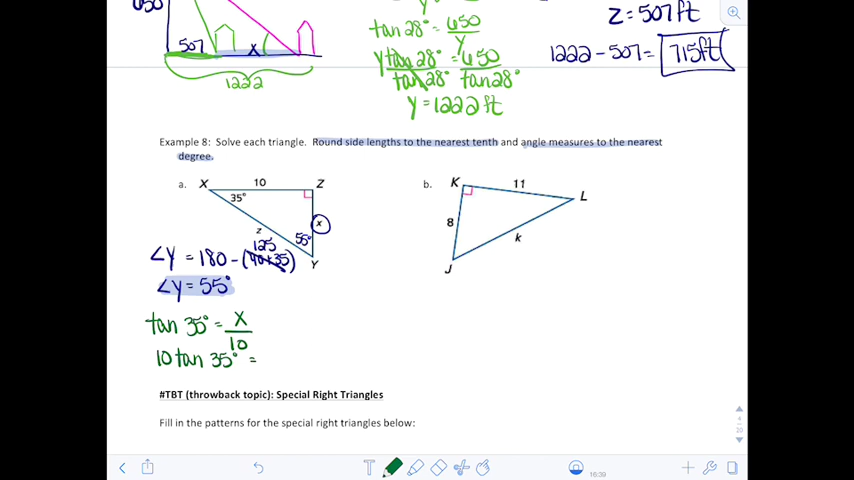 650
507
x
1222
tan 28° = 650/y
y tan 28° = 650
tan 28° tan 28°
y = 1222 ft
z = 507 ft
1222 - 507 = 715 ft
Example 8: Solve each triangle. Round side lengths to the nearest tenth and angle measures to the nearest
degree.
a. X 10 Z
35°
z
x
55°
Y
b. K 11 L
8
k
J
125
∠Y = 180 - (90+35)
∠Y = 55°
tan 35° = x/10
10 tan 35° =
#TBT (throwback topic): Special Right Triangles
Fill in the patterns for the special right triangles below:
T
16:39